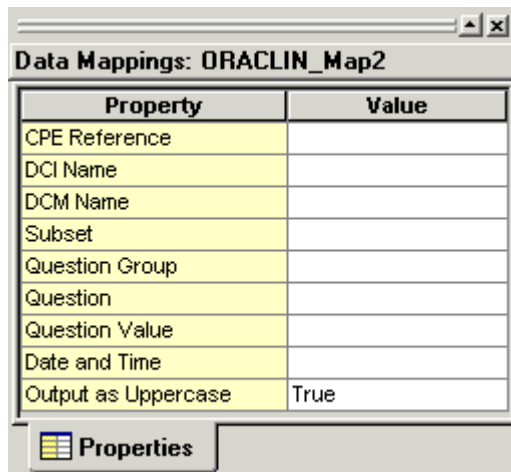 Data Mappings: ORACLIN_Map2
Property Value
CPE Reference
DCI Name
DCM Name
Subset
Question Group
Question
Question Value
Date and Time
Output as Uppercase True
Properties